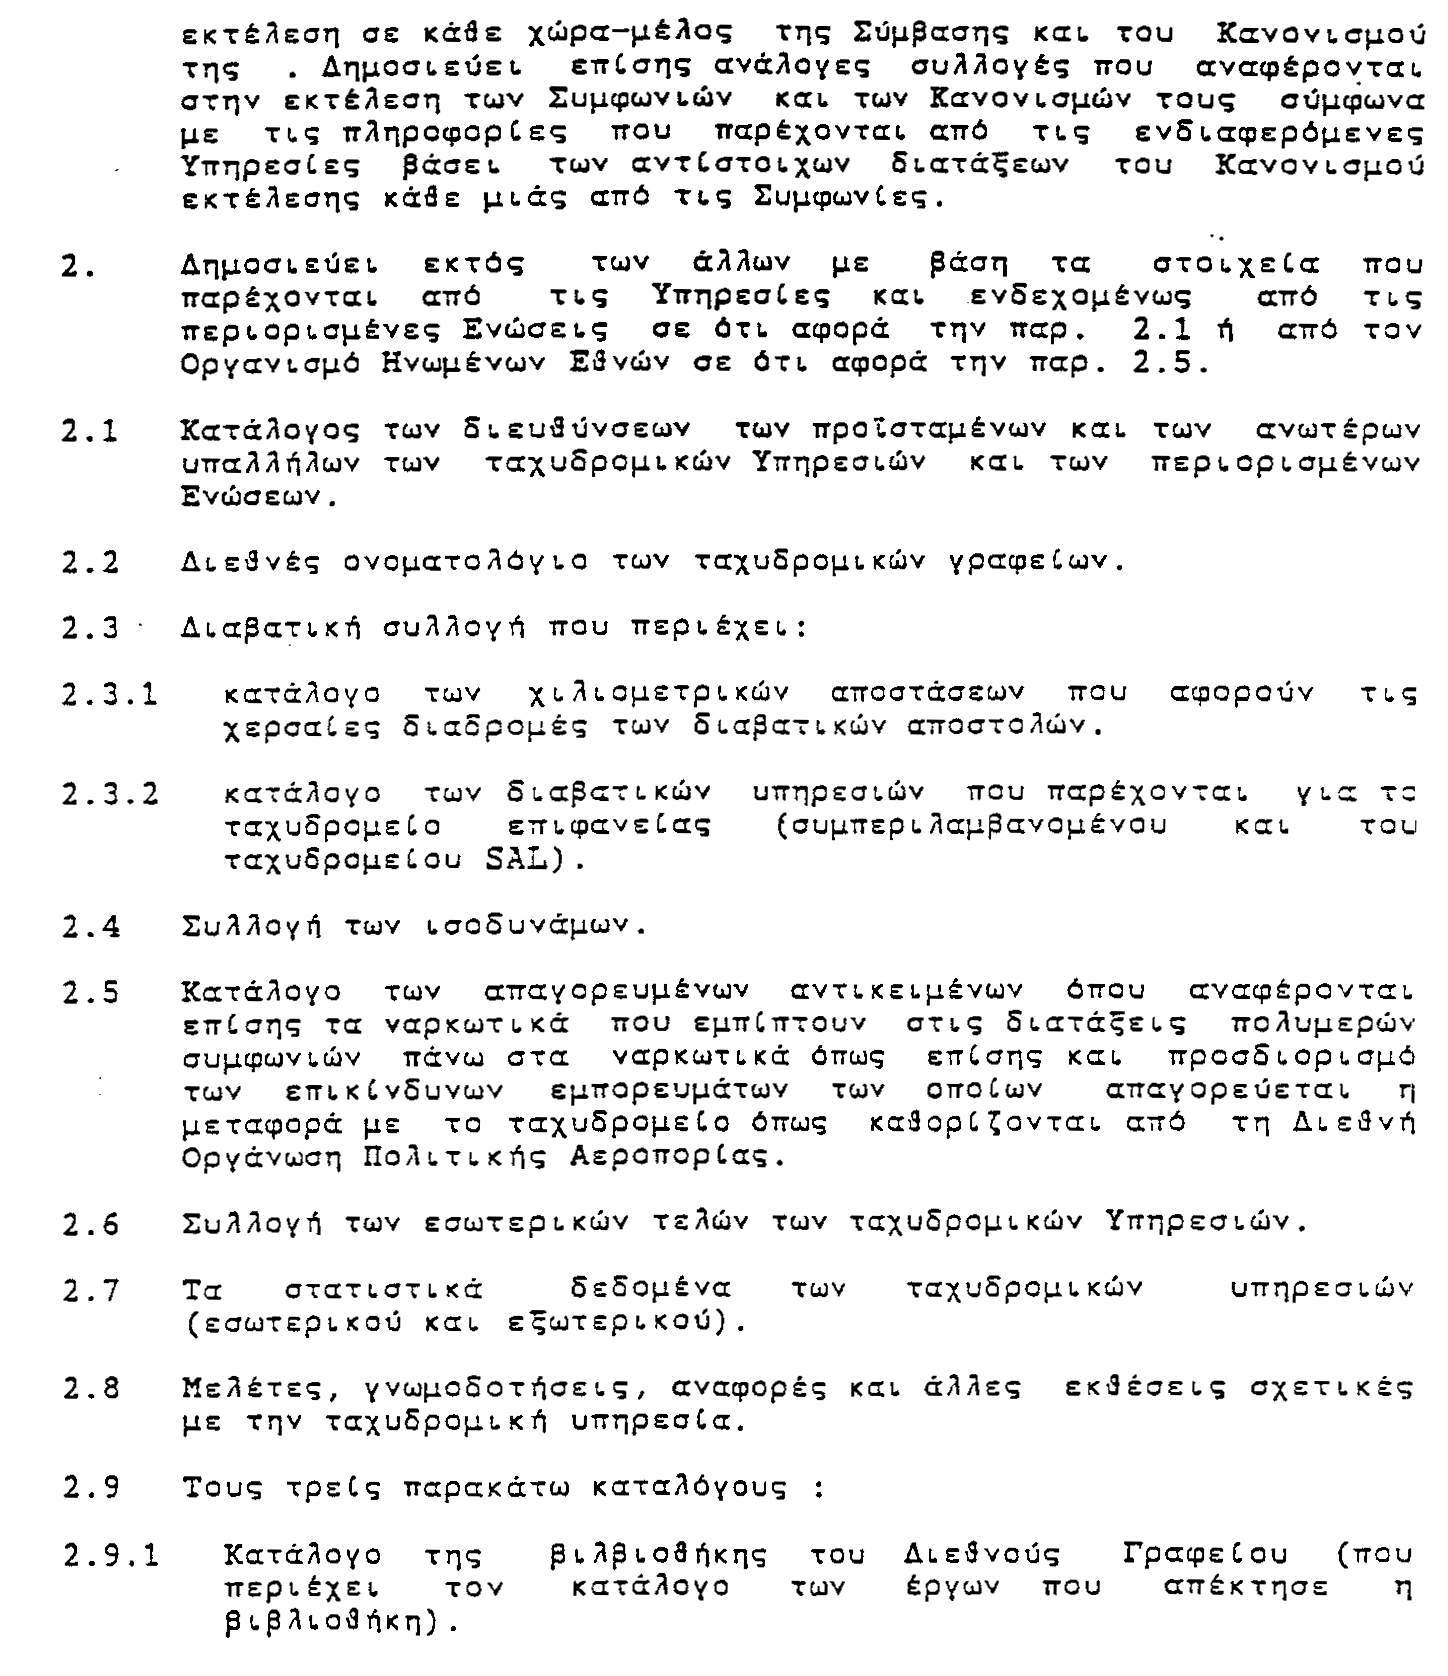 εκτέλεση σε κάθε χώρα-μέλος της Σύμβασης και του Κανονισμού
της . Δημοσιεύει επίσης ανάλογες συλλογές που αναφέρονται
στην εκτέλεση των Συμφωνιών και των Κανονισμών τους σύμφωνα
με τις πληροφορίες που παρέχονται από τις ενδιαφερόμενες
Υπηρεσίες βάσει των αντίστοιχων διατάξεων του Κανονισμού
εκτέλεσης κάθε μιάς από τις Συμφωνίες.
2. Δημοσιεύει εκτός των άλλων με βάση τα στοιχεία που
παρέχονται από τις Υπηρεσίες και ενδεχομένως από τις
περιορισμένες Ενώσεις σε ότι αφορά την παρ. 2.1 ή από τον
Οργανισμό Ηνωμένων Εθνών σε ότι αφορά την παρ. 2.5.
2.1 Κατάλογος των διευθύνσεων των προϊσταμένων και των ανωτέρων
υπαλλήλων των ταχυδρομικών Υπηρεσιών και των περιορισμένων
Ενώσεων.
2.2 Διεθνές ονοματολόγιο των ταχυδρομικών γραφείων.
2.3 Διαβατική συλλογή που περιέχει:
2.3.1 κατάλογο των χιλιομετρικών αποστάσεων που αφορούν τις
χερσαίες διαδρομές των διαβατικών αποστολών.
2.3.2 κατάλογο των διαβατικών υπηρεσιών που παρέχονται για το
ταχυδρομείο επιφανείας (συμπεριλαμβανομένου και του
ταχυδρομείου SAL).
2.4 Συλλογή των ισοδυνάμων.
2.5 Κατάλογο των απαγορευμένων αντικειμένων όπου αναφέρονται
επίσης τα ναρκωτικά που εμπίπτουν στις διατάξεις πολυμερών
συμφωνιών πάνω στα ναρκωτικά όπως επίσης και προσδιορισμό
των επικίνδυνων εμπορευμάτων των οποίων απαγορεύεται η
μεταφορά με το ταχυδρομείο όπως καθορίζονται από τη Διεθνή
Οργάνωση Πολιτικής Αεροπορίας.
2.6 Συλλογή των εσωτερικών τελών των ταχυδρομικών Υπηρεσιών.
2.7 Τα στατιστικά δεδομένα των ταχυδρομικών υπηρεσιών
(εσωτερικού και εξωτερικού).
2.8 Μελέτες, γνωμοδοτήσεις, αναφορές και άλλες εκθέσεις σχετικές
με την ταχυδρομική υπηρεσία.
2.9 Τους τρείς παρακάτω καταλόγους :
2.9.1 Κατάλογο της βιλβιοθήκης του Διεθνούς Γραφείου (που
περιέχει τον κατάλογο των έργων που απέκτησε η
βιβλιοθήκη).